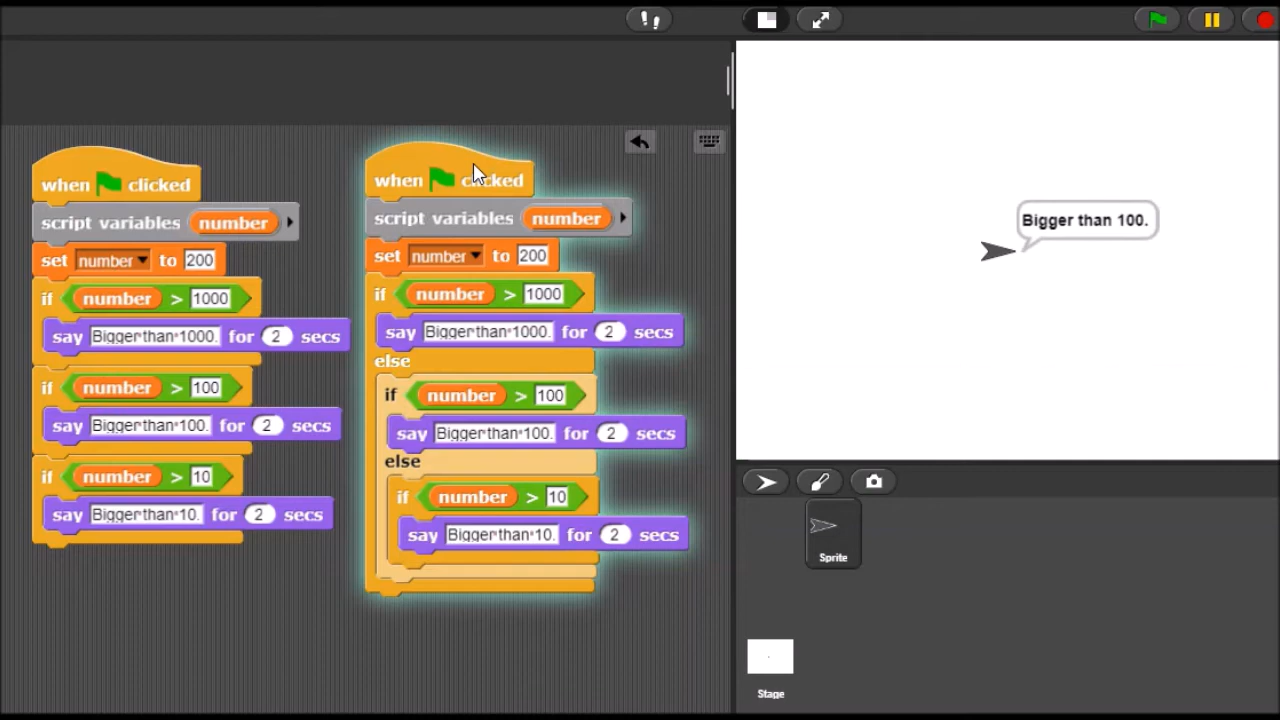 when clicked
script variables number
set number to 200
if number > 1000
say Bigger than 1000. for 2 secs
if number > 100
say Bigger than 100. for 2 secs
if number > 10
say Bigger than 10. for 2 secs
when clicked
script variables number
set number to 200
if number > 1000
say Bigger than 1000. for 2 secs
else
if number > 100
say Bigger than 100. for 2 secs
else
if number > 10
say Bigger than 10. for 2 secs
Bigger than 100.
Sprite
Stage